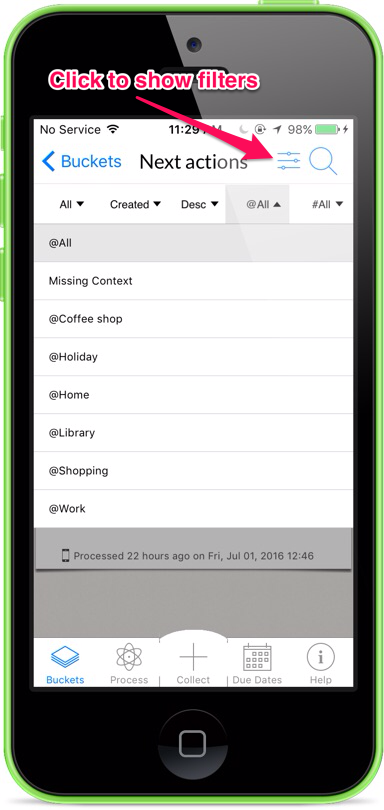 Click to show filters
No Service 98%
Buckets Next actions
All Created Desc @All #All
@All
Missing Context
@Coffee shop
@Holiday
@Home
@Library
@Shopping
@Work
Processed 22 hours ago on Fri, Jul 01, 2016 12:46
Buckets Process Collect Due Dates Help